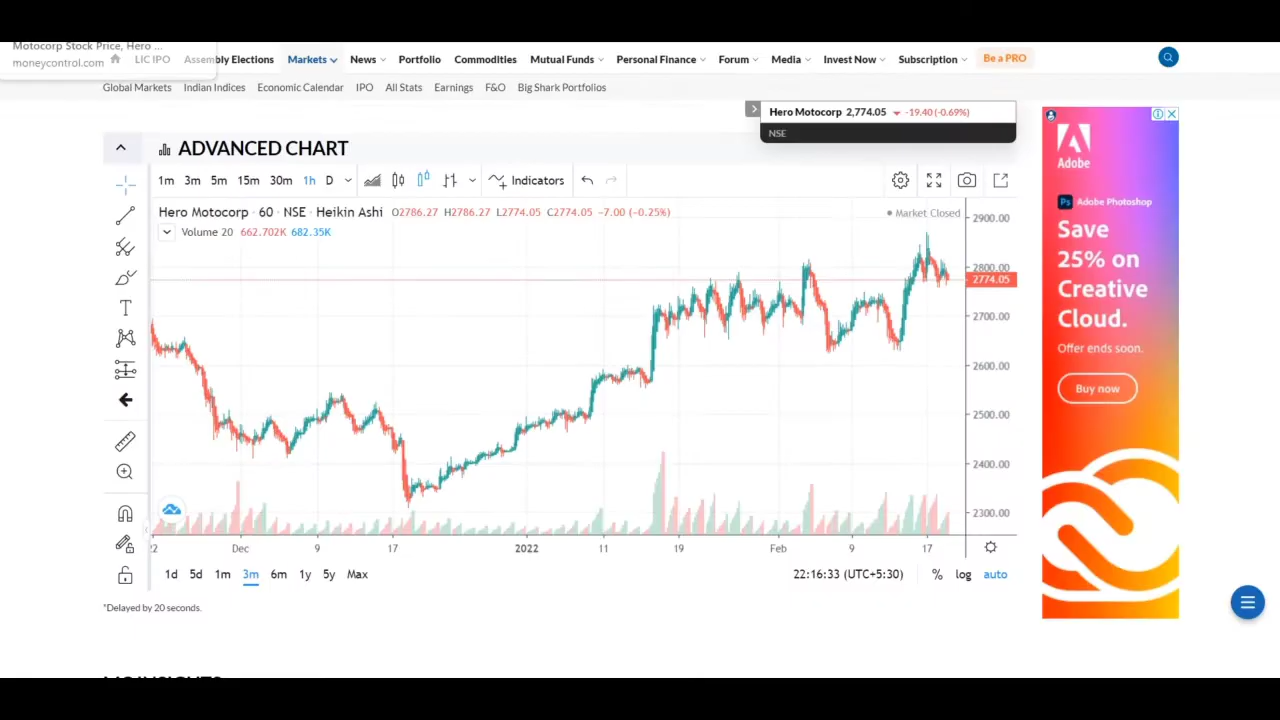 Motocorp Stock Price, Hero ...
moneycontrol.com
LIC IPO Assembly Elections Markets News Portfolio Commodities Mutual Funds Personal Finance Forum Media Invest Now Subscription Be a PRO
Global Markets Indian Indices Economic Calendar IPO All Stats Earnings F&O Big Shark Portfolios
Hero Motocorp 2,774.05 -19.40 (-0.69%)
NSE
ADVANCED CHART
1m 3m 5m 15m 30m 1h D Indicators
Hero Motocorp · 60 · NSE · Heikin Ashi O2786.27 H2786.27 L2774.05 C2774.05 -7.00 (-0.25%)
Market Closed
Volume 20 662.702K 682.35K
2900.00
2800.00
2774.05
2700.00
2600.00
2500.00
2400.00
2300.00
22 Dec 9 17 2022 11 19 Feb 9 17
1d 5d 1m 3m 6m 1y 5y Max
22:16:33 (UTC+5:30) % log auto
*Delayed by 20 seconds.
Adobe
Ps Adobe Photoshop
Save
25% on
Creative
Cloud.
Offer ends soon.
Buy now